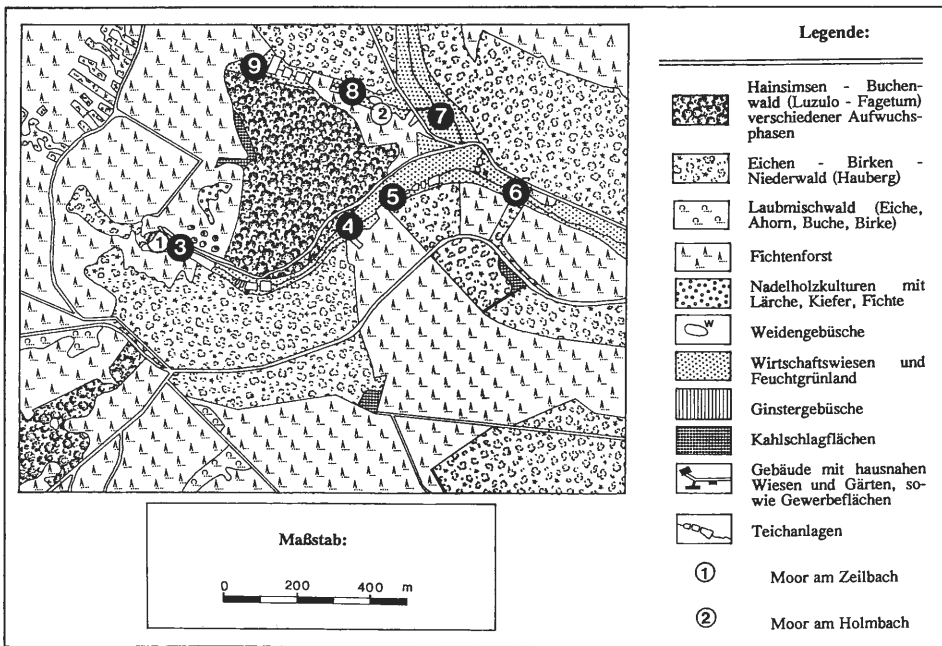 9
8
2
7
6
5
4
1
3
Maßstab:
0 200 400 m
Legende:
Hainsimsen - Buchen-
wald (Luzulo - Fagetum)
verschiedener Aufwuchs-
phasen
Eichen - Birken -
Niederwald (Hauberg)
Laubmischwald (Eiche,
Ahorn, Buche, Birke)
Fichtenforst
Nadelholzkulturen mit
Lärche, Kiefer, Fichte
W
Weidengebüsche
Wirtschaftswiesen und
Feuchtgrünland
Ginstergebüsche
Kahlschlagflächen
Gebäude mit hausnahen
Wiesen und Gärten, so-
wie Gewerbeflächen
Teichanlagen
1 Moor am Zeilbach
2 Moor am Holmbach